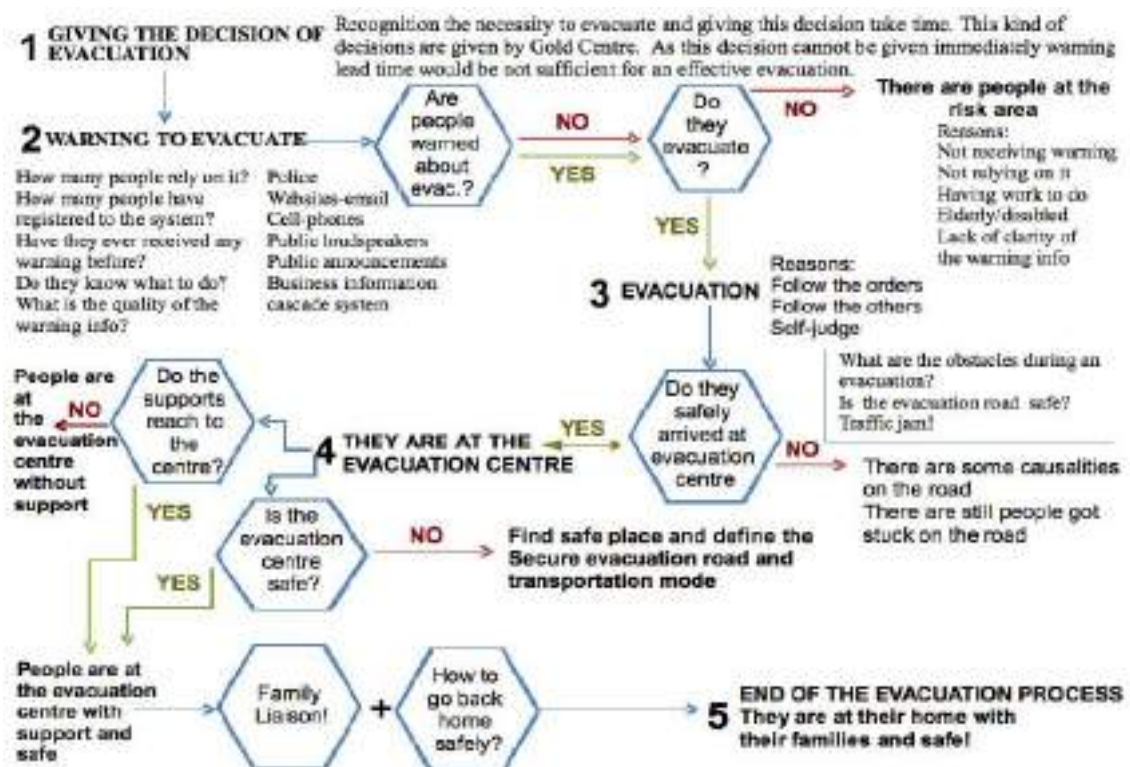 1 GIVING THE DECISION OF
EVACUATION
Recognition the necessity to evacuate and giving this decision take time. This kind of
decisions are given by Gold Centre. As this decision cannot be given immediately warning
lead time would be not sufficient for an effective evacuation.
2 WARNING TO EVACUATE
How many people rely on it?
How many people have
registered to the system?
Have they ever received any
warning before?
Do they know what to do?
What is the quality of the
warning info?
Police
Websites-email
Cell-phones
Public loudspeakers
Public announcements
Business information
cascade system
Are
people
warned
about
evac.?
NO
YES
Do
they
evacuate
?
NO
There are people at the
risk area
Reasons:
Not receiving warning
Not relying on it
Having work to do
Elderly/disabled
Lack of clarity of
the warning info
YES
3 EVACUATION
Reasons:
Follow the orders
Follow the others
Self-judge
What are the obstacles during an
evacuation?
Is the evacuation road safe?
Traffic jam!
Do they
safely
arrived at
evacuation
centre
NO
There are some causalities
on the road
There are still people got
stuck on the road
YES
4 THEY ARE AT THE
EVACUATION CENTRE
Do the
supports
reach to
the
centre?
NO
People are
at
the
evacuation
centre
without
support
YES
Is the
evacuation
centre
safe?
NO
Find safe place and define the
Secure evacuation road and
transportation mode
YES
People are at
the evacuation
centre with
support and
safe
Family
Liaison!
+
How to
go back
home
safely?
5 END OF THE EVACUATION PROCESS
They are at their home with
their families and safe!